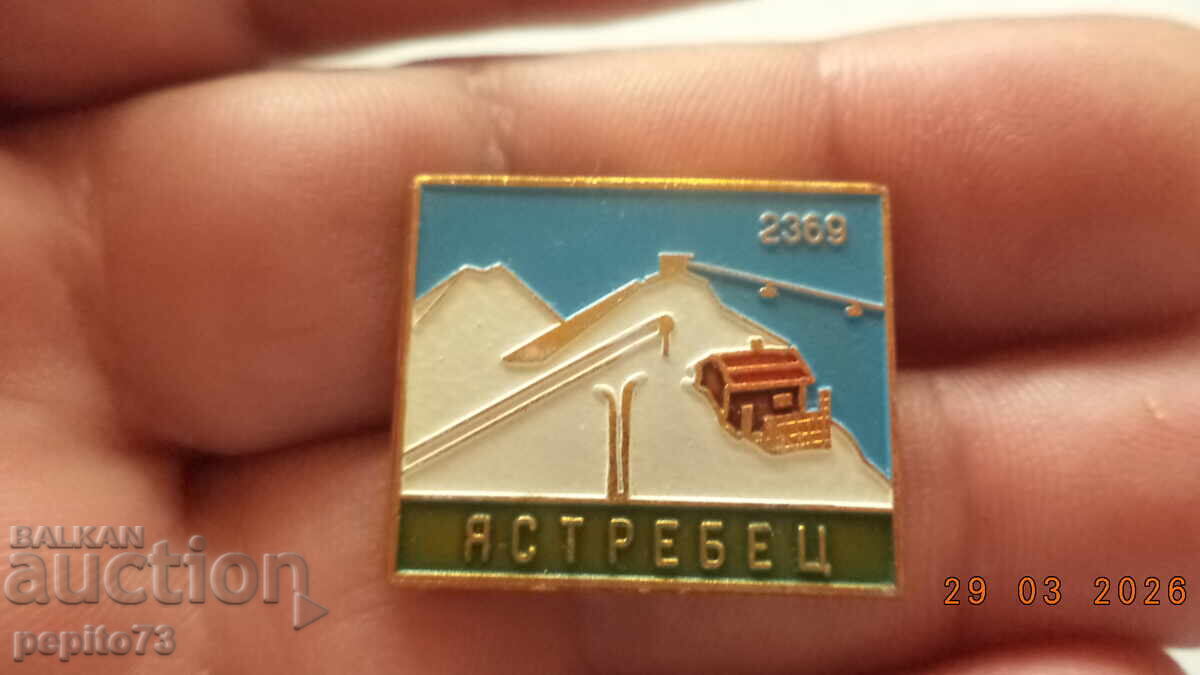 2369
ЯСТРЕБЕЦ
BALKAN
auction
pepito73
29 03 2026